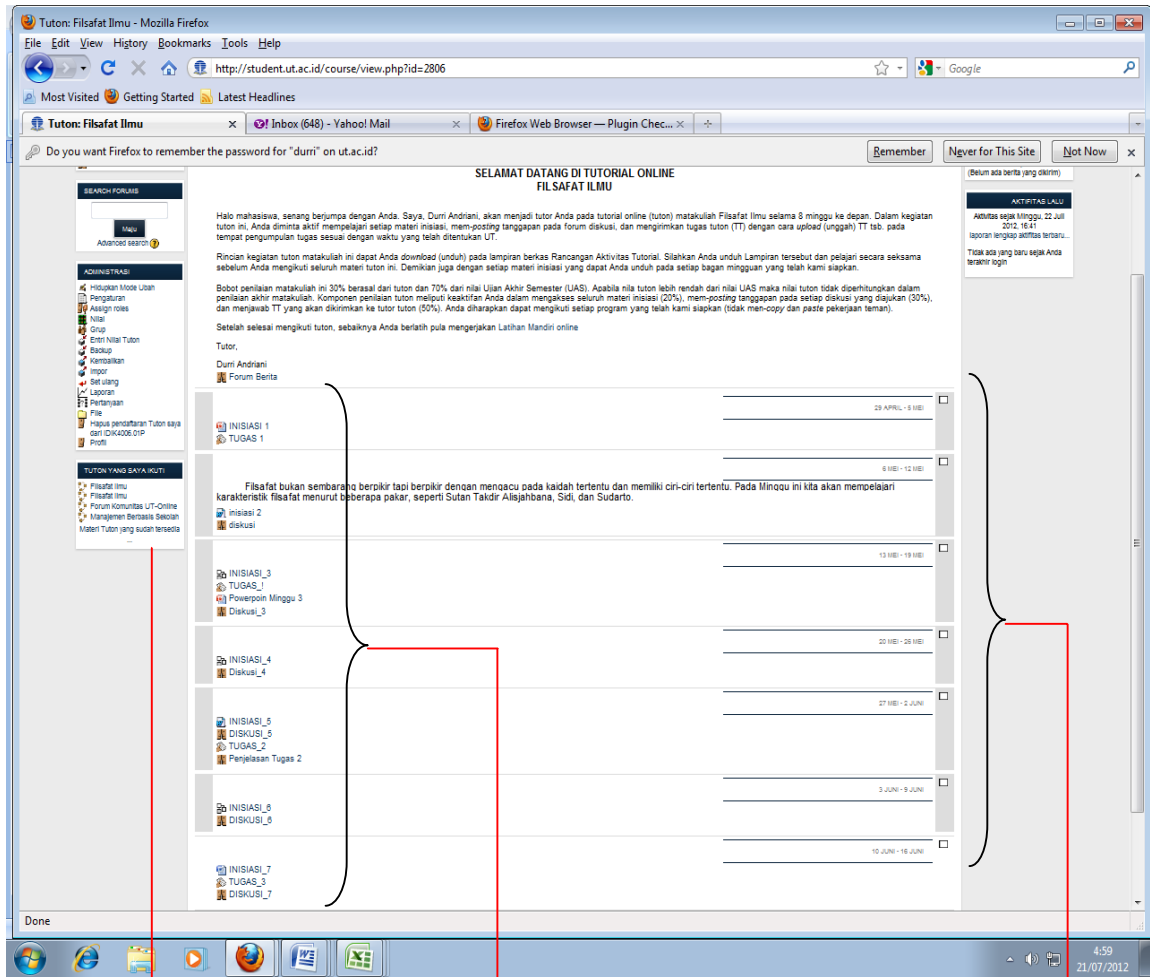 Tuton: Filsafat Ilmu - Mozilla Firefox
File Edit View History Bookmarks Tools Help
http://student.ut.ac.id/course/view.php?id=2806
Google
Most Visited Getting Started Latest Headlines
Tuton: Filsafat Ilmu
Inbox (648) - Yahoo! Mail
Firefox Web Browser — Plugin Chec...
Do you want Firefox to remember the password for "durri" on ut.ac.id?
Remember
Never for This Site
Not Now
SEARCH FORUMS
Maju
Advanced search
ADMINISTRASI
Hidupkan Mode Ubah
Pengaturan
Assign roles
Nilai
Grup
Entri Nilai Tuton
Backup
Kembalikan
Impor
Set ulang
Laporan
Pertanyaan
File
Hapus pendaftaran Tuton saya
dari IDIK4006.01P
Profil
TUTON YANG SAYA IKUTI
Filsafat Ilmu
Filsafat Ilmu
Forum Komunitas UT-Online
Manajemen Berbasis Sekolah
Materi Tuton yang sudah tersedia
...
SELAMAT DATANG DI TUTORIAL ONLINE
FILSAFAT ILMU
Halo mahasiswa, senang berjumpa dengan Anda. Saya, Durri Andriani, akan menjadi tutor Anda pada tutorial online (tuton) matakuliah Filsafat Ilmu selama 8 minggu ke depan. Dalam kegiatan
tuton ini, Anda diminta aktif mempelajari setiap materi inisiasi, mem-posting tanggapan pada forum diskusi, dan mengirimkan tugas tuton (TT) dengan cara upload (unggah) TT tsb. pada
tempat pengumpulan tugas sesuai dengan waktu yang telah ditentukan UT.
Rincian kegiatan tuton matakuliah ini dapat Anda download (unduh) pada lampiran berkas Rancangan Aktivitas Tutorial. Silahkan Anda unduh Lampiran tersebut dan pelajari secara seksama
sebelum Anda mengikuti seluruh materi tuton ini. Demikian juga dengan setiap materi inisiasi yang dapat Anda unduh pada setiap bagian mingguan yang telah kami siapkan.
Bobot penilaian matakuliah ini 30% berasal dari tuton dan 70% dari nilai Ujian Akhir Semester (UAS). Apabila nila tuton lebih rendah dari nilai UAS maka nilai tuton tidak diperhitungkan dalam
penilaian akhir matakuliah. Komponen penilaian tuton meliputi keaktifan Anda dalam mengakses seluruh materi inisiasi (20%), mem-posting tanggapan pada setiap diskusi yang diajukan (30%),
dan menjawab TT yang akan dikirimkan ke tutor tuton (50%). Anda diharapkan dapat mengikuti setiap program yang telah kami siapkan (tidak men-copy dan paste pekerjaan teman).
Setelah selesai mengikuti tuton, sebaiknya Anda berlatih pula mengerjakan Latihan Mandiri online
Tutor,
Durri Andriani
Forum Berita
29 APRIL - 5 MEI
INISIASI 1
TUGAS 1
6 MEI - 12 MEI
Filsafat bukan sembarang berpikir tapi berpikir dengan mengacu pada kaidah tertentu dan memiliki ciri-ciri tertentu. Pada Minggu ini kita akan mempelajari
karakteristik filsafat menurut beberapa pakar, seperti Sutan Takdir Alisjahbana, Sidi, dan Sudarto.
inisiasi 2
diskusi
13 MEI - 19 MEI
INISIASI_3
TUGAS_!
Powerpoin Minggu 3
Diskusi_3
20 MEI - 26 MEI
INISIASI_4
Diskusi_4
27 MEI - 2 JUNI
INISIASI_5
DISKUSI_5
TUGAS_2
Penjelasan Tugas 2
3 JUNI - 9 JUNI
INISIASI_6
DISKUSI_6
10 JUNI - 16 JUNI
INISIASI_7
TUGAS_3
DISKUSI_7
(Belum ada berita yang dikirim)
AKTIFITAS LALU
Aktivitas sejak Minggu, 22 Juli
2012, 16:41
laporan lengkap aktifitas terbaru...
Tidak ada yang baru sejak Anda
terakhir login
Done
4:59
21/07/2012